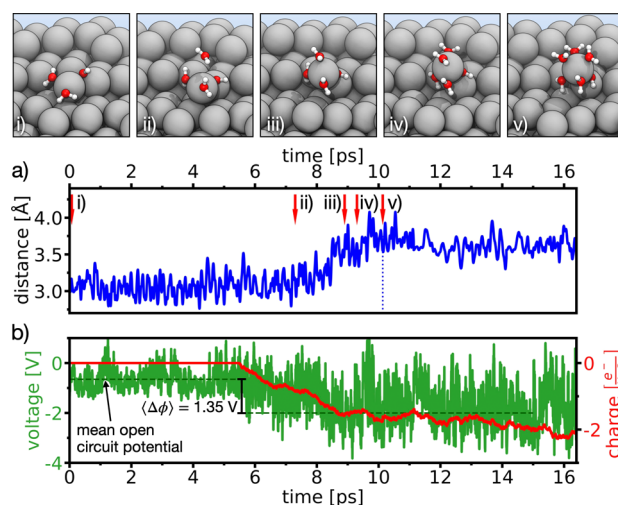 i)
ii)
iii)
iv)
v)
time [ps]
0 2 4 6 8 10 12 14 16
a)
i)
ii)
iii)
iv)
v)
distance [Å]
4.0
3.5
3.0
b)
voltage [V]
0
-2
-4
⟨Δϕ⟩ = 1.35 V
mean open
circuit potential
0
-2
charge [e⁻]
0 2 4 6 8 10 12 14 16
time [ps]